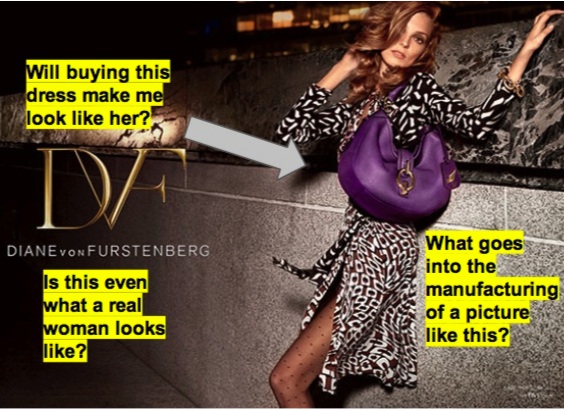 Will buying this
dress make me
look like her?
DVF
DIANE VON FURSTENBERG
Is this even
what a real
woman looks
like?
What goes
into the
manufacturing
of a picture
like this?